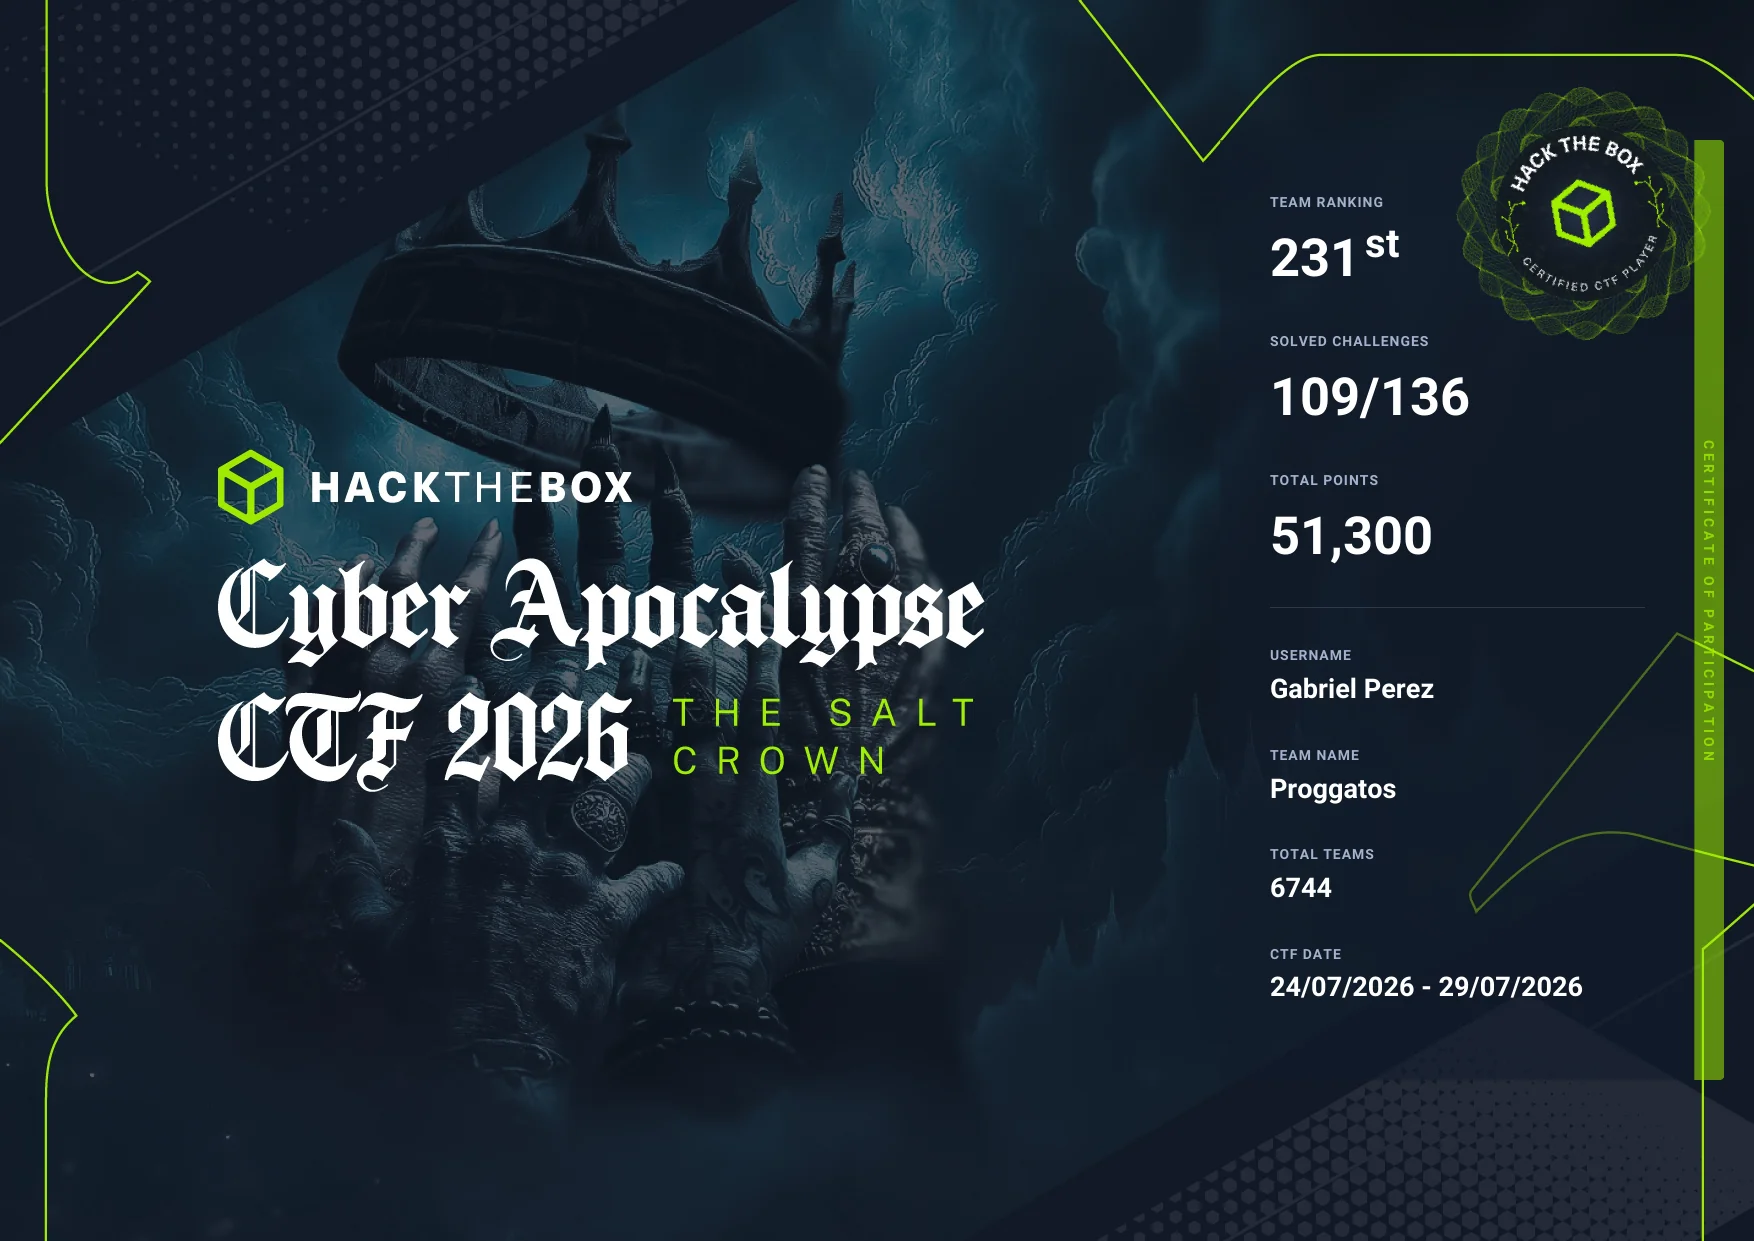 HACKTHEBOX
Cyber Apocalypse
CTF 2026
THE SALT
CROWN
HACK THE BOX
CERTIFIED CTF PLAYER
TEAM RANKING
231st
SOLVED CHALLENGES
109/136
TOTAL POINTS
51,300
USERNAME
Gabriel Perez
TEAM NAME
Proggatos
TOTAL TEAMS
6744
CTF DATE
24/07/2026 - 29/07/2026
CERTIFICATE OF PARTICIPATION